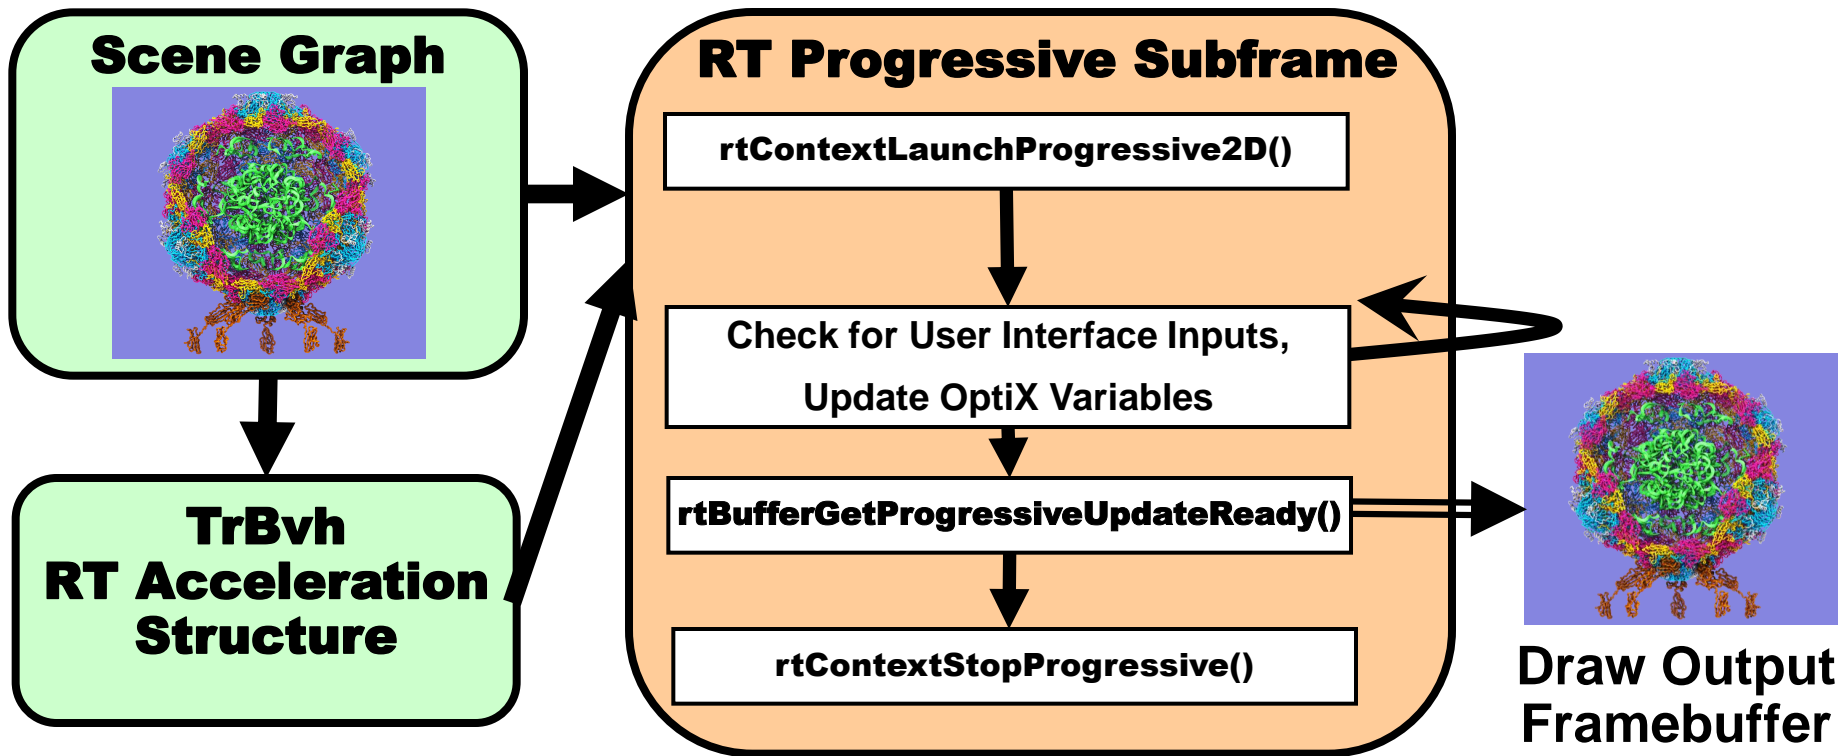 Scene Graph
TrBvh
RT Acceleration
Structure
RT Progressive Subframe
rtContextLaunchProgressive2D()
Check for User Interface Inputs,
Update OptiX Variables
rtBufferGetProgressiveUpdateReady()
rtContextStopProgressive()
Draw Output
Framebuffer